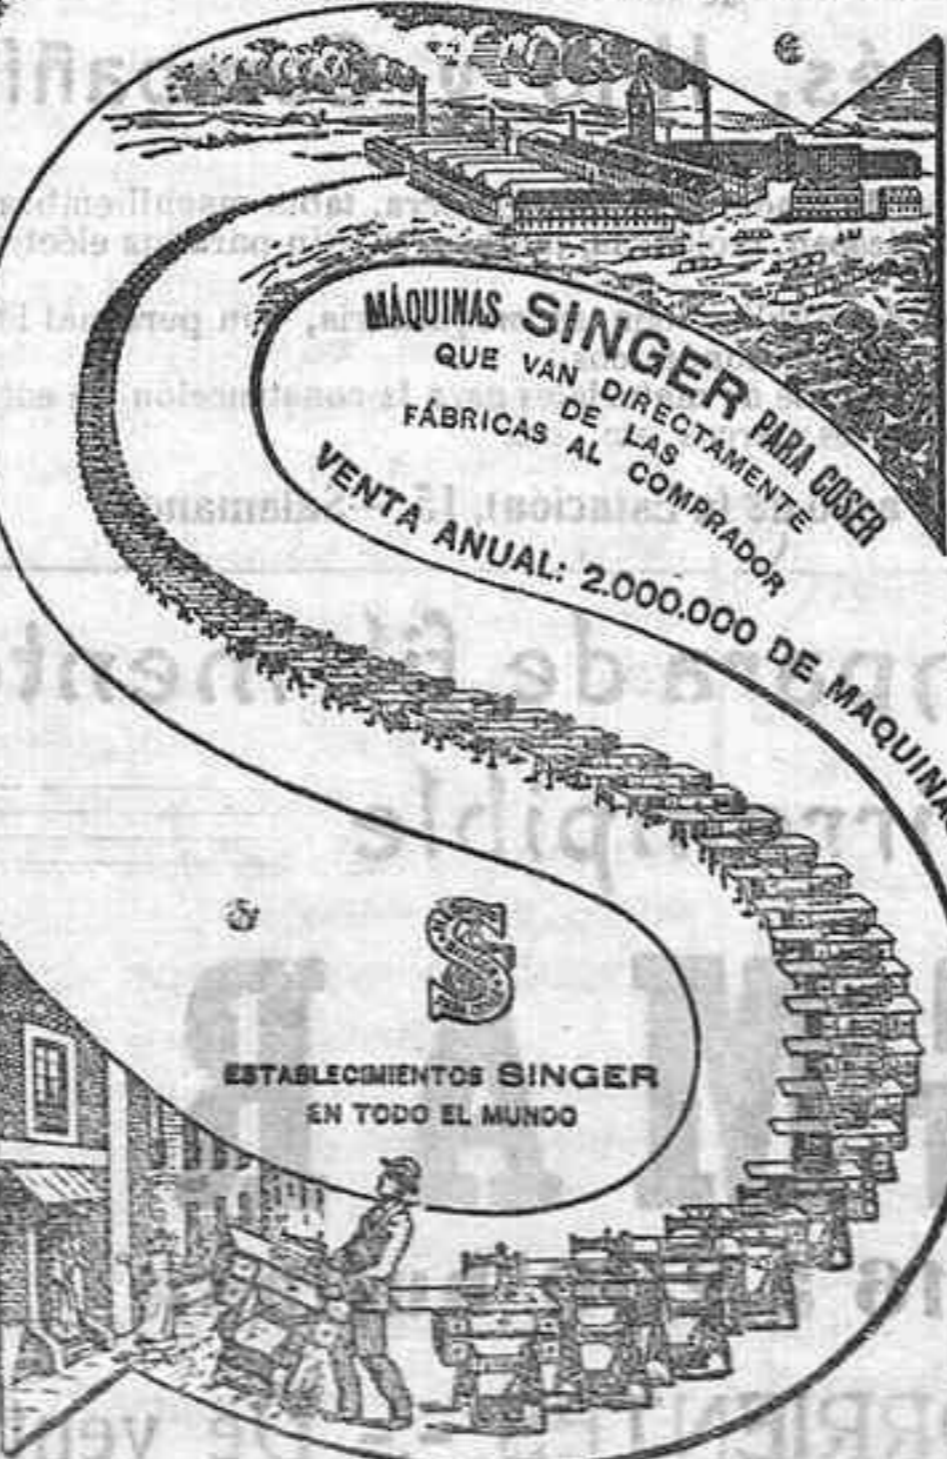 MÁQUINAS SINGER PARA COSER
QUE VAN DIRECTAMENTE
DE LAS
FÁBRICAS AL COMPRADOR
VENTA ANUAL: 2.000.000 DE MAQUINAS
S
ESTABLECIMIENTOS SINGER
EN TODO EL MUNDO